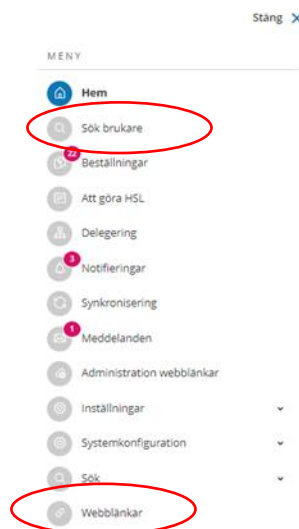 Stäng X
MENY
Hem
Sök brukare
22
Beställningar
Att göra HSL
Delegering
3
Notifieringar
Synkronisering
1
Meddelanden
Administration webblänkar
Inställningar
Systemkonfiguration
Sök
Webblänkar